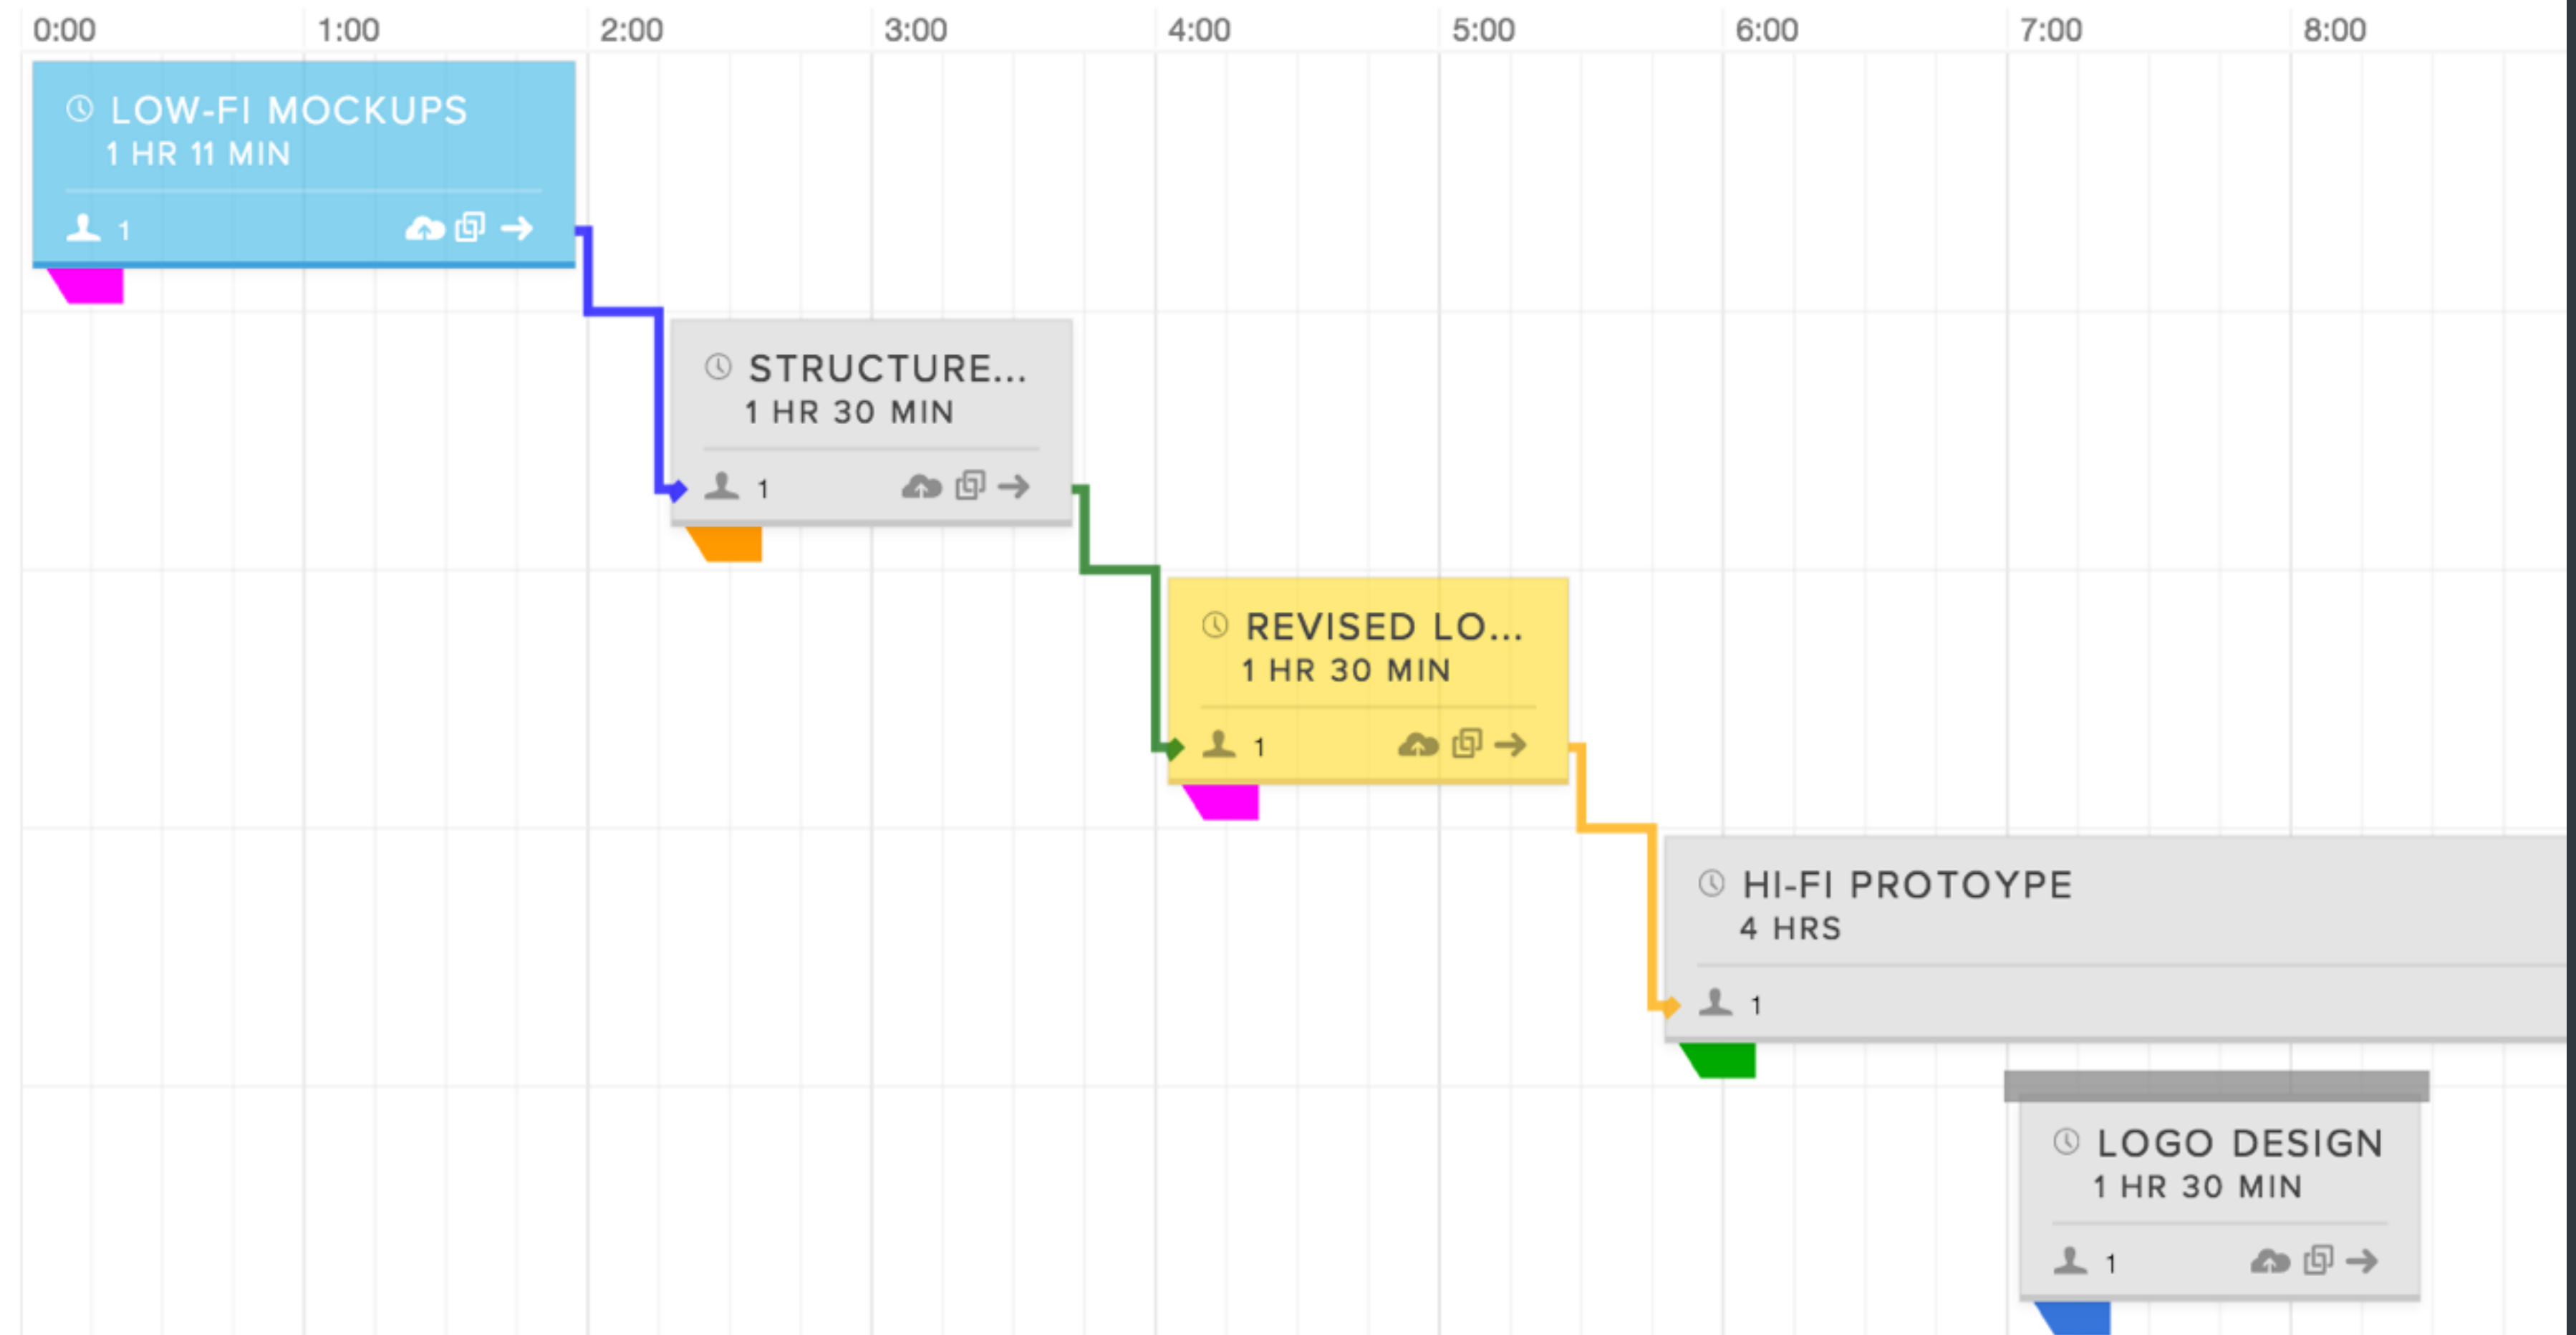 0:00 1:00 2:00 3:00 4:00 5:00 6:00 7:00 8:00
LOW-FI MOCKUPS
1 HR 11 MIN
1
STRUCTURE...
1 HR 30 MIN
1
REVISED LO...
1 HR 30 MIN
1
HI-FI PROTOYPE
4 HRS
1
LOGO DESIGN
1 HR 30 MIN
1